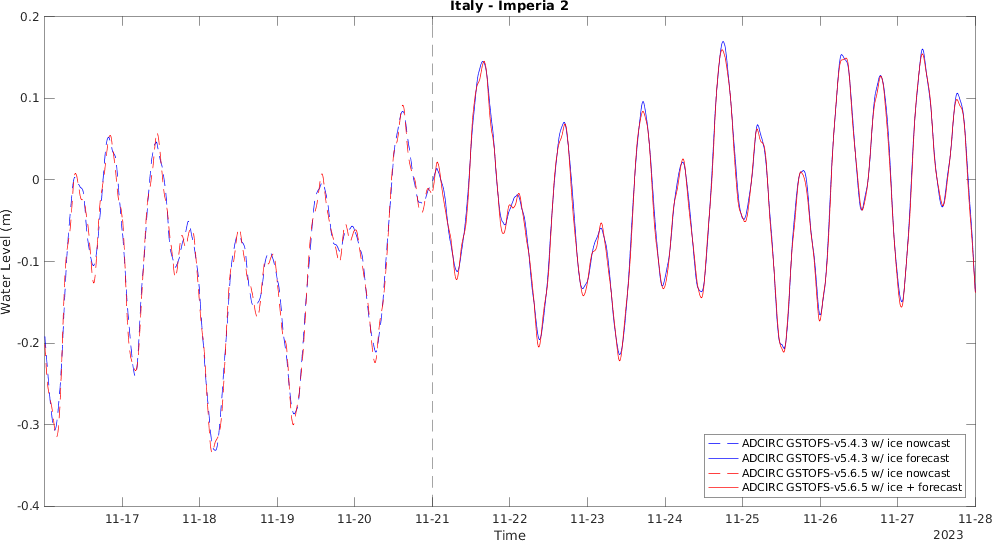 Italy - Imperia 2
0.2
0.1
0
-0.1
-0.2
-0.3
-0.4
Water Level (m)
ADCIRC GSTOFS-v5.4.3 w/ ice nowcast
ADCIRC GSTOFS-v5.4.3 w/ ice forecast
ADCIRC GSTOFS-v5.6.5 w/ ice nowcast
ADCIRC GSTOFS-v5.6.5 w/ ice + forecast
11-17 11-18 11-19 11-20 11-21 11-22 11-23 11-24 11-25 11-26 11-27 11-28
Time
2023